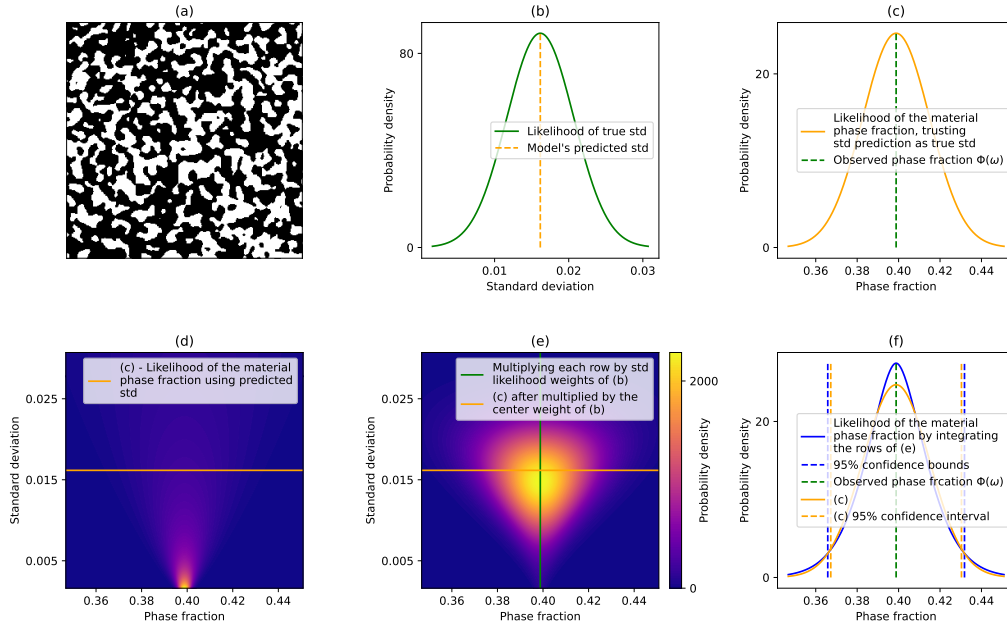 (a)
(b)
Probability density
80
0
Likelihood of true std
Model's predicted std
0.01
0.02
0.03
Standard deviation
(c)
Probability density
20
0
Likelihood of the material
phase fraction, trusting
std prediction as true std
Observed phase fraction Φ(ω)
0.36
0.38
0.40
0.42
0.44
Phase fraction
(d)
Standard deviation
0.025
0.015
0.005
(c) - Likelihood of the material
phase fraction using predicted
std
0.36
0.38
0.40
0.42
0.44
Phase fraction
(e)
0.025
0.015
0.005
Multiplying each row by std
likelihood weights of (b)
(c) after multiplied by the
center weight of (b)
0.36
0.38
0.40
0.42
0.44
Phase fraction
2000
0
Probability density
(f)
Probability density
20
0
Likelihood of the material
phase fraction by integrating
the rows of (e)
95% confidence bounds
Observed phase frcation Φ(ω)
(c)
(c) 95% confidence interval
0.36
0.38
0.40
0.42
0.44
Phase fraction